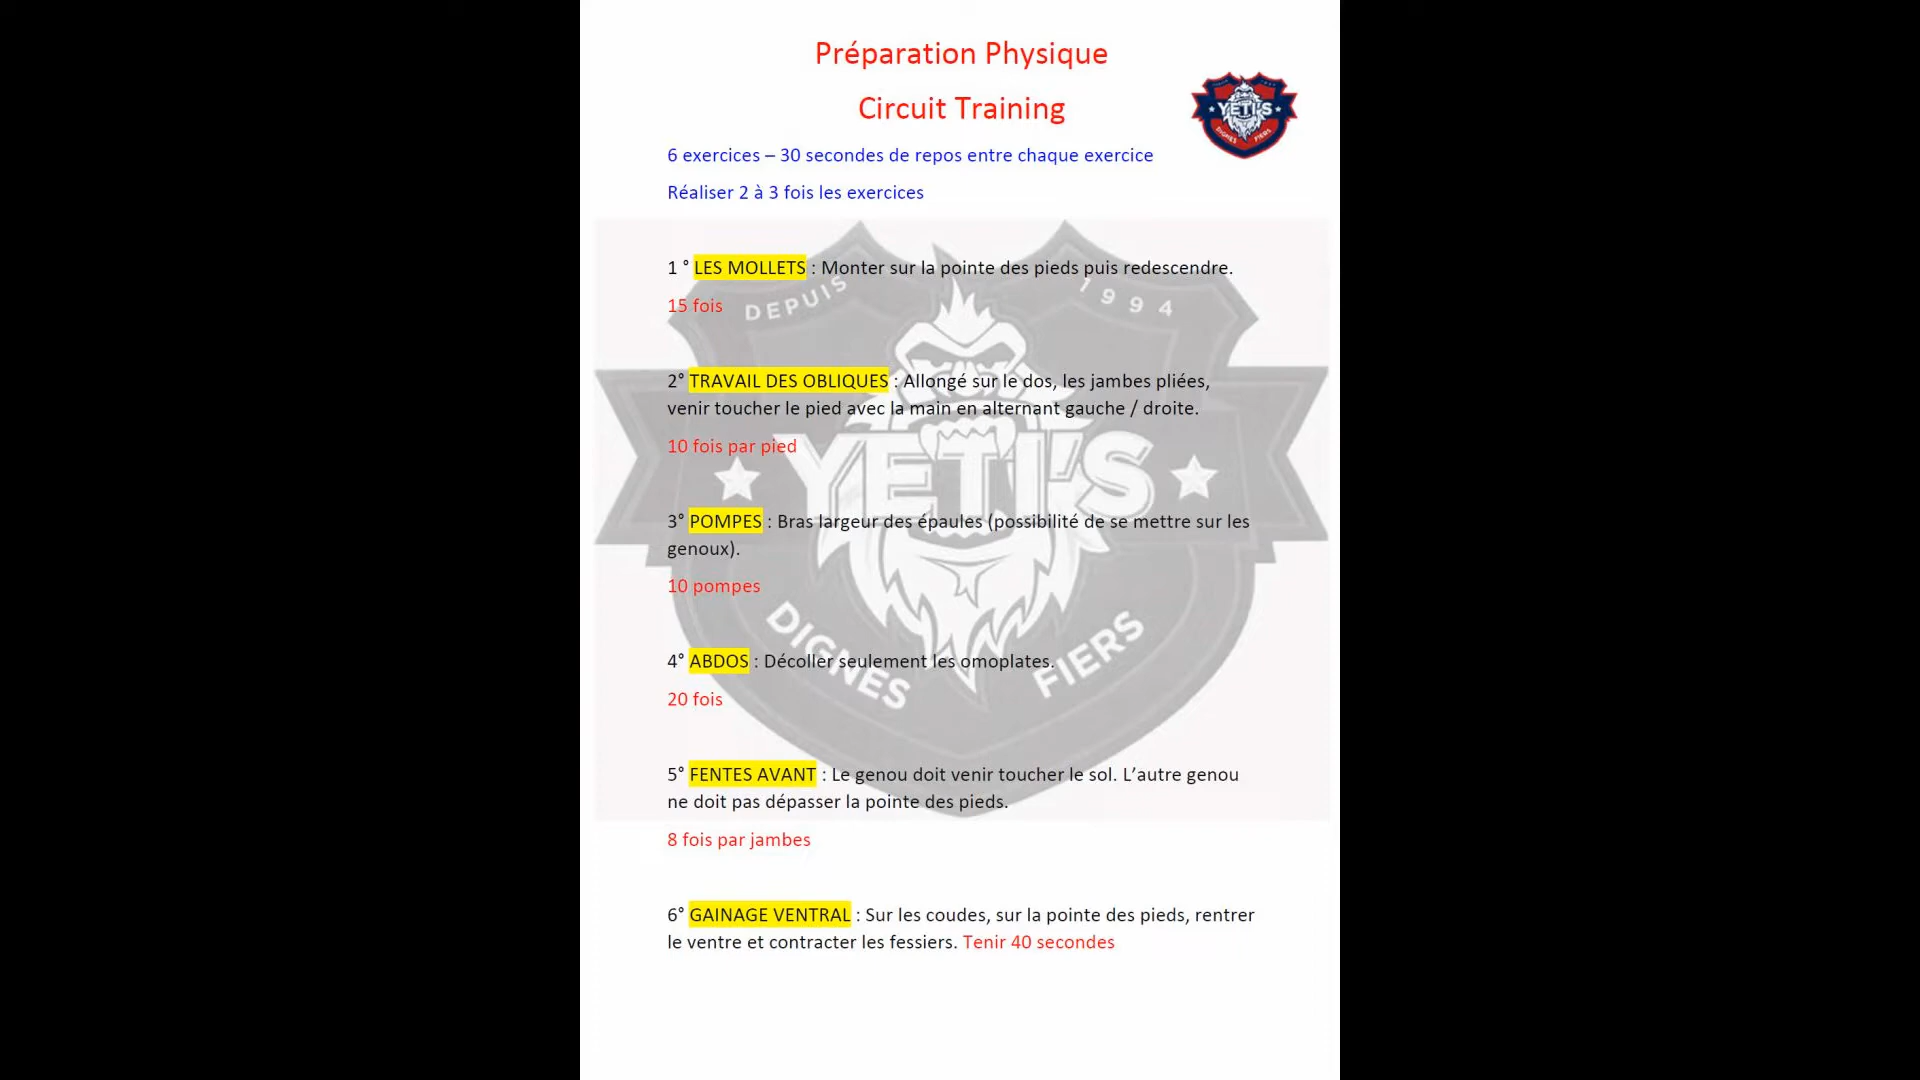 Préparation Physique
Circuit Training
YETI'S
DIGNES FIERS
6 exercices – 30 secondes de repos entre chaque exercice
Réaliser 2 à 3 fois les exercices
1 ° LES MOLLETS : Monter sur la pointe des pieds puis redescendre.
DEPUIS 1994
15 fois
2° TRAVAIL DES OBLIQUES : Allongé sur le dos, les jambes pliées,
venir toucher le pied avec la main en alternant gauche / droite.
10 fois par pied
YETI'S
3° POMPES : Bras largeur des épaules (possibilité de se mettre sur les
genoux).
10 pompes
DIGNES FIERS
4° ABDOS : Décoller seulement les omoplates.
20 fois
5° FENTES AVANT : Le genou doit venir toucher le sol. L’autre genou
ne doit pas dépasser la pointe des pieds.
8 fois par jambes
6° GAINAGE VENTRAL : Sur les coudes, sur la pointe des pieds, rentrer
le ventre et contracter les fessiers. Tenir 40 secondes